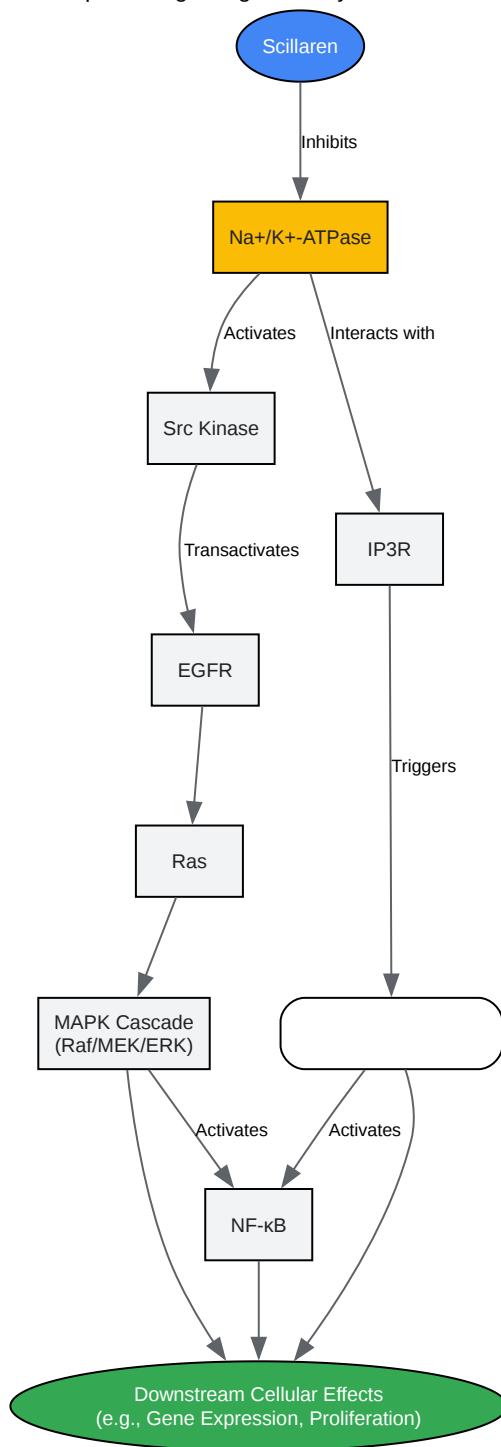 Scillaren
Inhibits
Na+/K+-ATPase
Activates
Interacts with
Src Kinase
Transactivates
IP3R
EGFR
Triggers
Ras
MAPK Cascade
(Raf/MEK/ERK)
Activates
Activates
NF-κB
Downstream Cellular Effects
(e.g., Gene Expression, Proliferation)